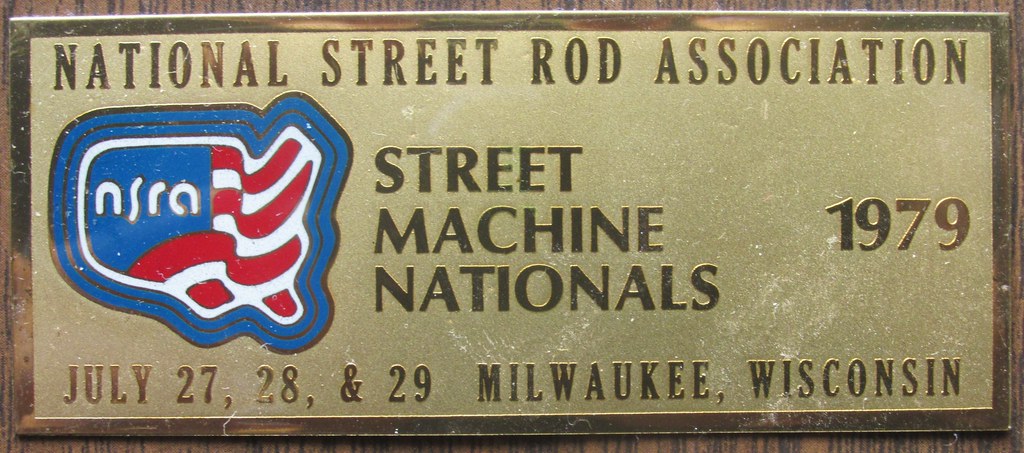 NATIONAL STREET ROD ASSOCIATION
nsra
STREET
MACHINE
NATIONALS
1979
JULY 27, 28, & 29 MILWAUKEE, WISCONSIN